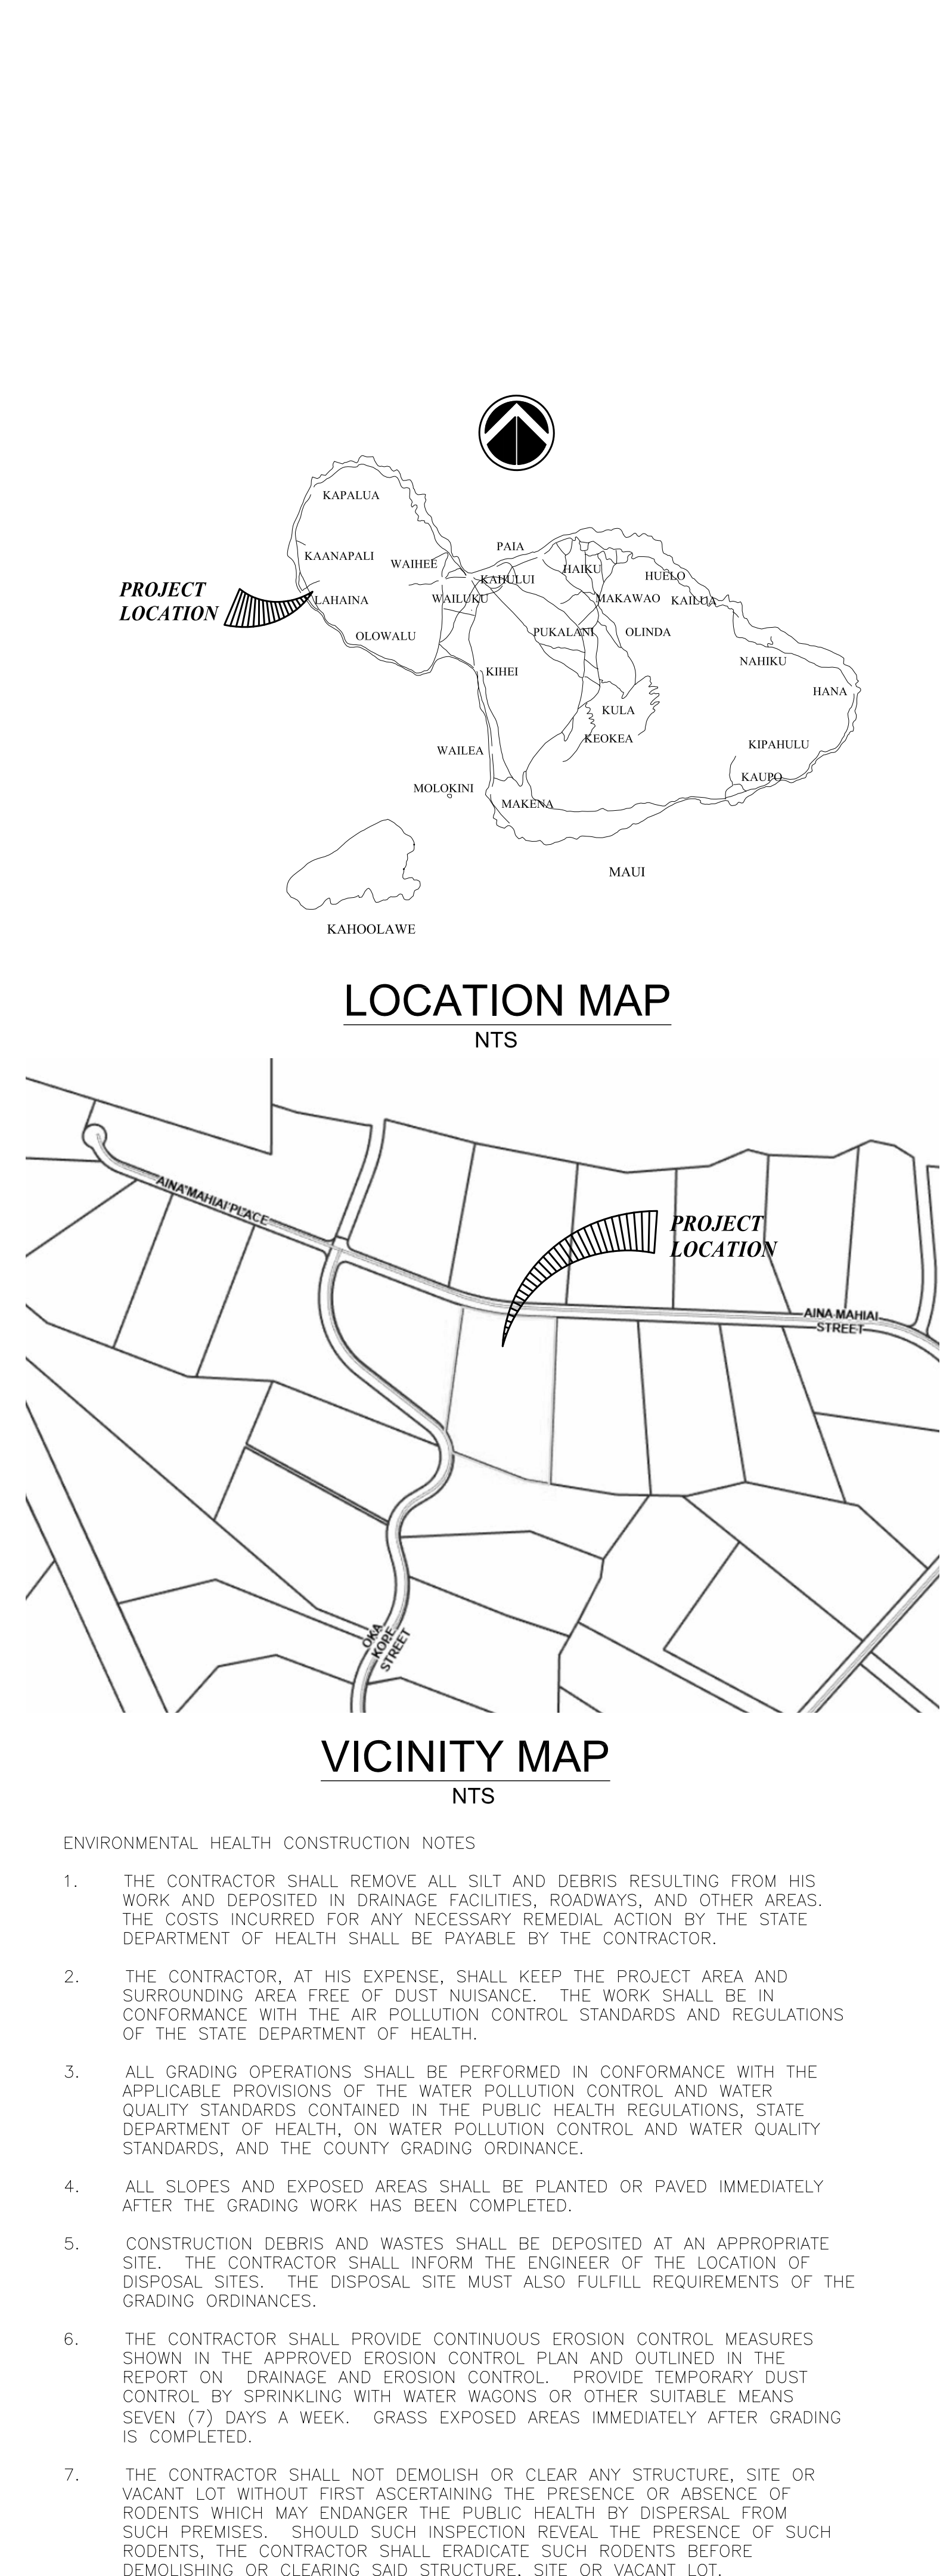 KAPALUA
PAIA
KAANAPALI
WAIHEE
HAIKU
HUELO
KAHULUI
PROJECT
LOCATION
LAHAINA
WAILUKU
MAKAWAO
KAILUA
OLOWALU
PUKALANI
OLINDA
NAHIKU
KIHEI
HANA
KULA
KEOKEA
KIPAHULU
WAILEA
KAUPO
MOLOKINI
MAKENA
MAUI
KAHOOLAWE
LOCATION MAP
NTS
AINA MAHIAI PLACE
PROJECT
LOCATION
AINA MAHIAI
STREET
OKA
KOPE
STREET
VICINITY MAP
NTS
ENVIRONMENTAL HEALTH CONSTRUCTION NOTES
1. THE CONTRACTOR SHALL REMOVE ALL SILT AND DEBRIS RESULTING FROM HIS
WORK AND DEPOSITED IN DRAINAGE FACILITIES, ROADWAYS, AND OTHER AREAS.
THE COSTS INCURRED FOR ANY NECESSARY REMEDIAL ACTION BY THE STATE
DEPARTMENT OF HEALTH SHALL BE PAYABLE BY THE CONTRACTOR.
2. THE CONTRACTOR, AT HIS EXPENSE, SHALL KEEP THE PROJECT AREA AND
SURROUNDING AREA FREE OF DUST NUISANCE. THE WORK SHALL BE IN
CONFORMANCE WITH THE AIR POLLUTION CONTROL STANDARDS AND REGULATIONS
OF THE STATE DEPARTMENT OF HEALTH.
3. ALL GRADING OPERATIONS SHALL BE PERFORMED IN CONFORMANCE WITH THE
APPLICABLE PROVISIONS OF THE WATER POLLUTION CONTROL AND WATER
QUALITY STANDARDS CONTAINED IN THE PUBLIC HEALTH REGULATIONS, STATE
DEPARTMENT OF HEALTH, ON WATER POLLUTION CONTROL AND WATER QUALITY
STANDARDS, AND THE COUNTY GRADING ORDINANCE.
4. ALL SLOPES AND EXPOSED AREAS SHALL BE PLANTED OR PAVED IMMEDIATELY
AFTER THE GRADING WORK HAS BEEN COMPLETED.
5. CONSTRUCTION DEBRIS AND WASTES SHALL BE DEPOSITED AT AN APPROPRIATE
SITE. THE CONTRACTOR SHALL INFORM THE ENGINEER OF THE LOCATION OF
DISPOSAL SITES. THE DISPOSAL SITE MUST ALSO FULFILL REQUIREMENTS OF THE
GRADING ORDINANCES.
6. THE CONTRACTOR SHALL PROVIDE CONTINUOUS EROSION CONTROL MEASURES
SHOWN IN THE APPROVED EROSION CONTROL PLAN AND OUTLINED IN THE
REPORT ON DRAINAGE AND EROSION CONTROL. PROVIDE TEMPORARY DUST
CONTROL BY SPRINKLING WITH WATER WAGONS OR OTHER SUITABLE MEANS
SEVEN (7) DAYS A WEEK. GRASS EXPOSED AREAS IMMEDIATELY AFTER GRADING
IS COMPLETED.
7. THE CONTRACTOR SHALL NOT DEMOLISH OR CLEAR ANY STRUCTURE, SITE OR
VACANT LOT WITHOUT FIRST ASCERTAINING THE PRESENCE OR ABSENCE OF
RODENTS WHICH MAY ENDANGER THE PUBLIC HEALTH BY DISPERSAL FROM
SUCH PREMISES. SHOULD SUCH INSPECTION REVEAL THE PRESENCE OF SUCH
RODENTS, THE CONTRACTOR SHALL ERADICATE SUCH RODENTS BEFORE
DEMOLISHING OR CLEARING SAID STRUCTURE, SITE OR VACANT LOT.